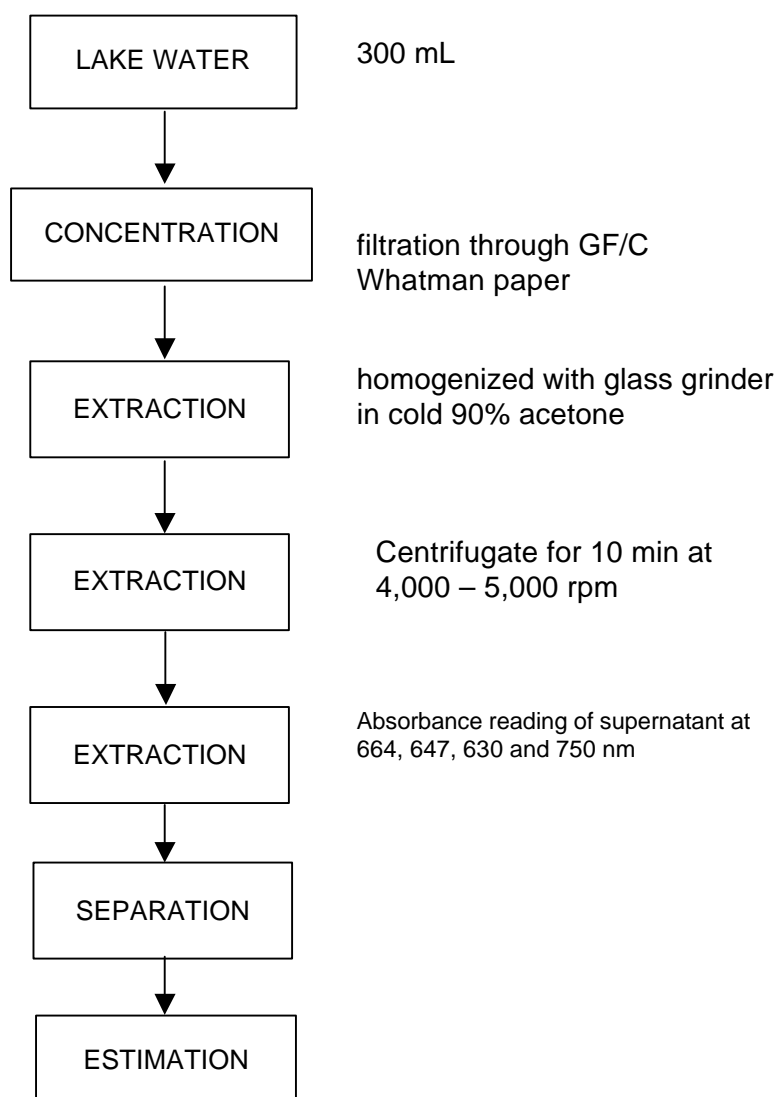 LAKE WATER
300 mL
CONCENTRATION
filtration through GF/C
Whatman paper
EXTRACTION
homogenized with glass grinder
in cold 90% acetone
EXTRACTION
Centrifugate for 10 min at
4,000 – 5,000 rpm
EXTRACTION
Absorbance reading of supernatant at
664, 647, 630 and 750 nm
SEPARATION
ESTIMATION